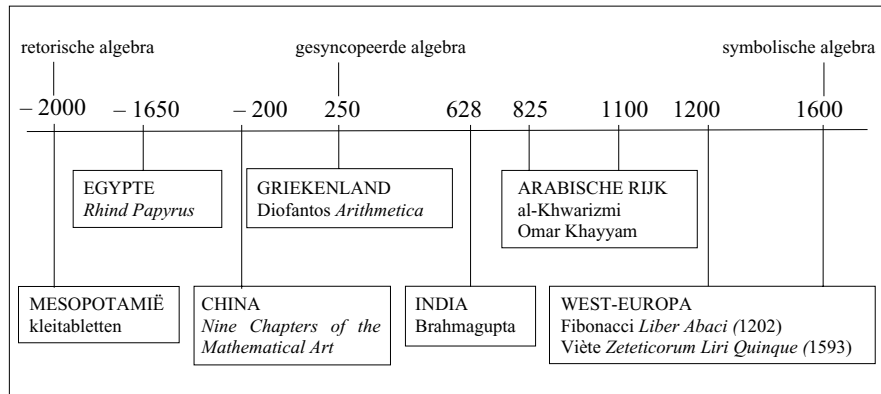 retorische algebra gesyncopeerde algebra symbolische algebra
– 2000 – 1650 – 200 250 628 825 1100 1200 1600
EGYPTE
Rhind Papyrus
GRIEKENLAND
Diofantos Arithmetica
ARABISCHE RIJK
al-Khwarizmi
Omar Khayyam
MESOPOTAMIË
kleitabletten
CHINA
Nine Chapters of the
Mathematical Art
INDIA
Brahmagupta
WEST-EUROPA
Fibonacci Liber Abaci (1202)
Viète Zeteticorum Liri Quinque (1593)